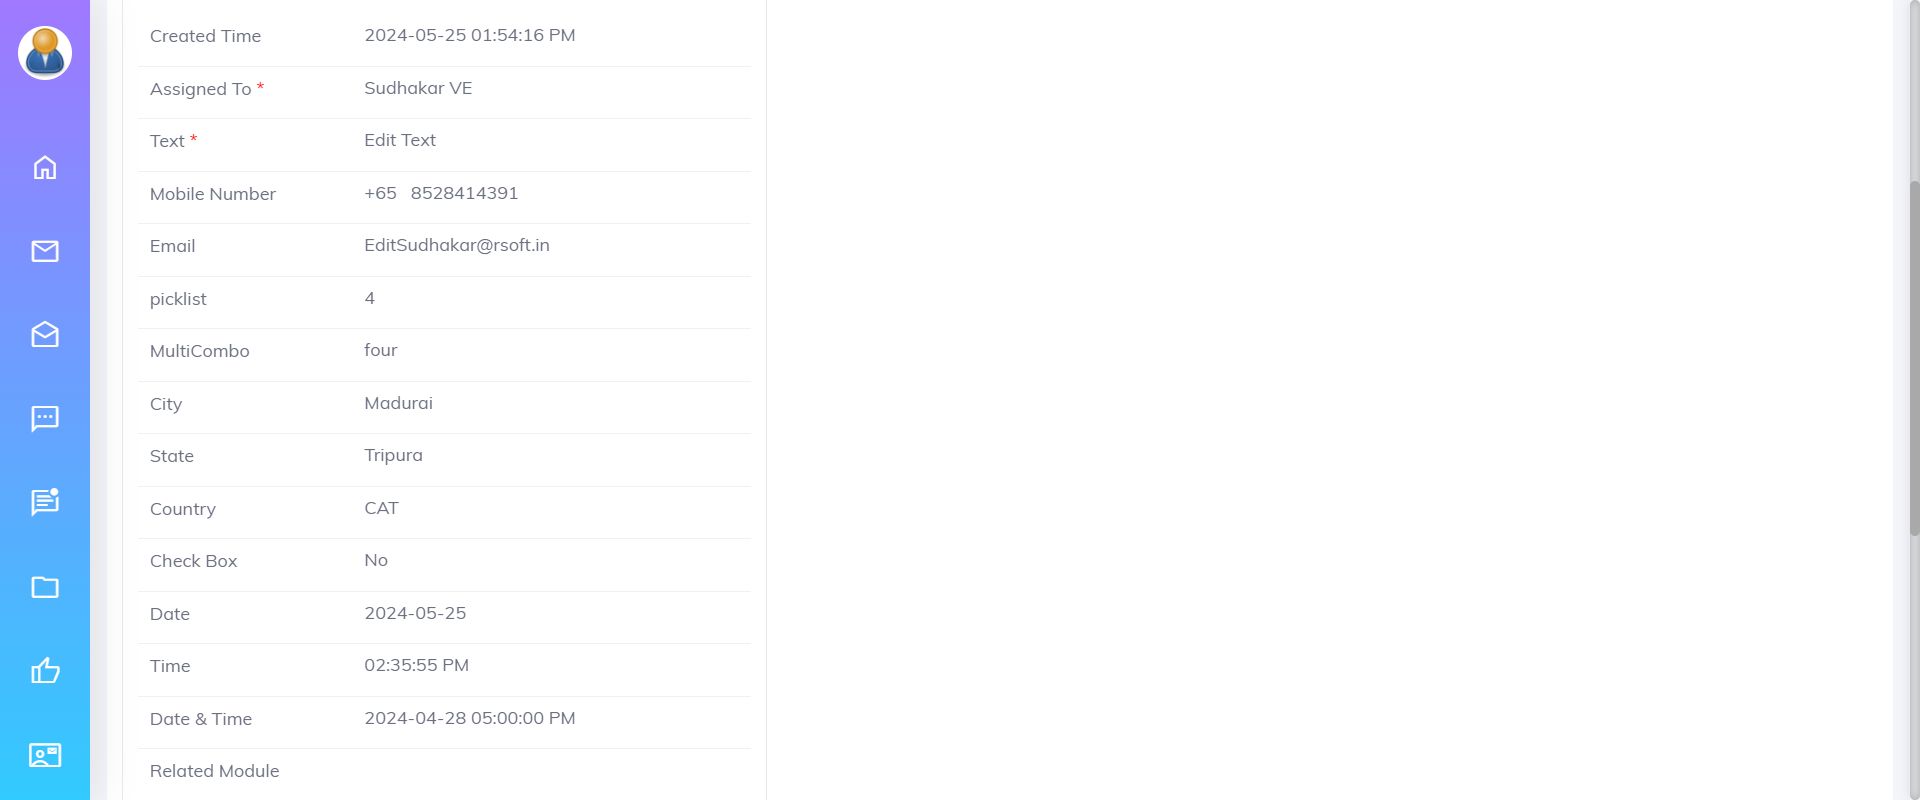 Created Time 2024-05-25 01:54:16 PM
Assigned To * Sudhakar VE
Text * Edit Text
Mobile Number +65 8528414391
Email EditSudhakar@rsoft.in
picklist 4
MultiCombo four
City Madurai
State Tripura
Country CAT
Check Box No
Date 2024-05-25
Time 02:35:55 PM
Date & Time 2024-04-28 05:00:00 PM
Related Module